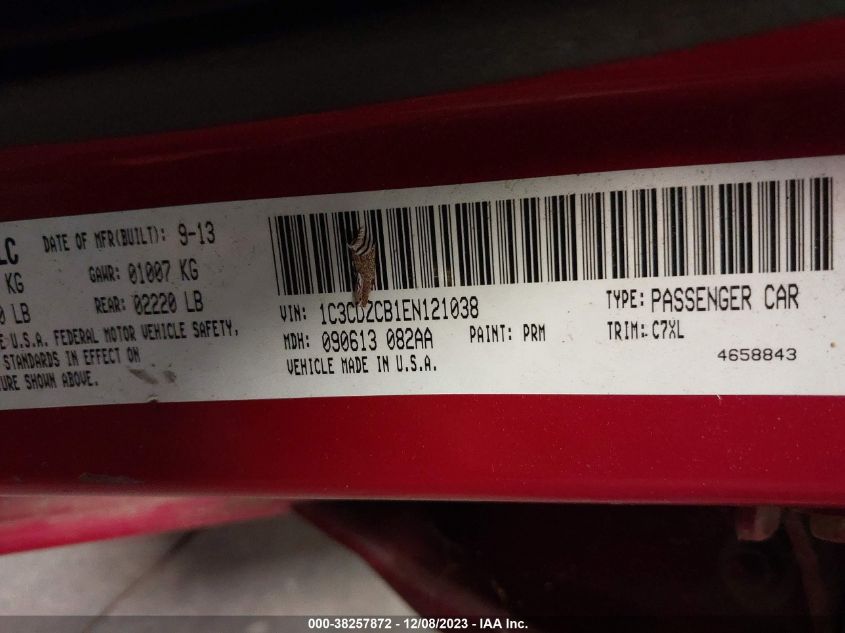 LC DATE OF MFR(BUILT): 9-13
KG GAWR: 01007 KG
LB REAR: 02220 LB
U.S.A. FEDERAL MOTOR VEHICLE SAFETY,
STANDARDS IN EFFECT ON
SHOWN ABOVE.
VIN: 1C3CDZCB1EN121038 TYPE: PASSENGER CAR
MDH: 090613 082AA PAINT: PRM TRIM: C7XL
VEHICLE MADE IN U.S.A. 4658843
000-38257872 - 12/08/2023 - IAA Inc.